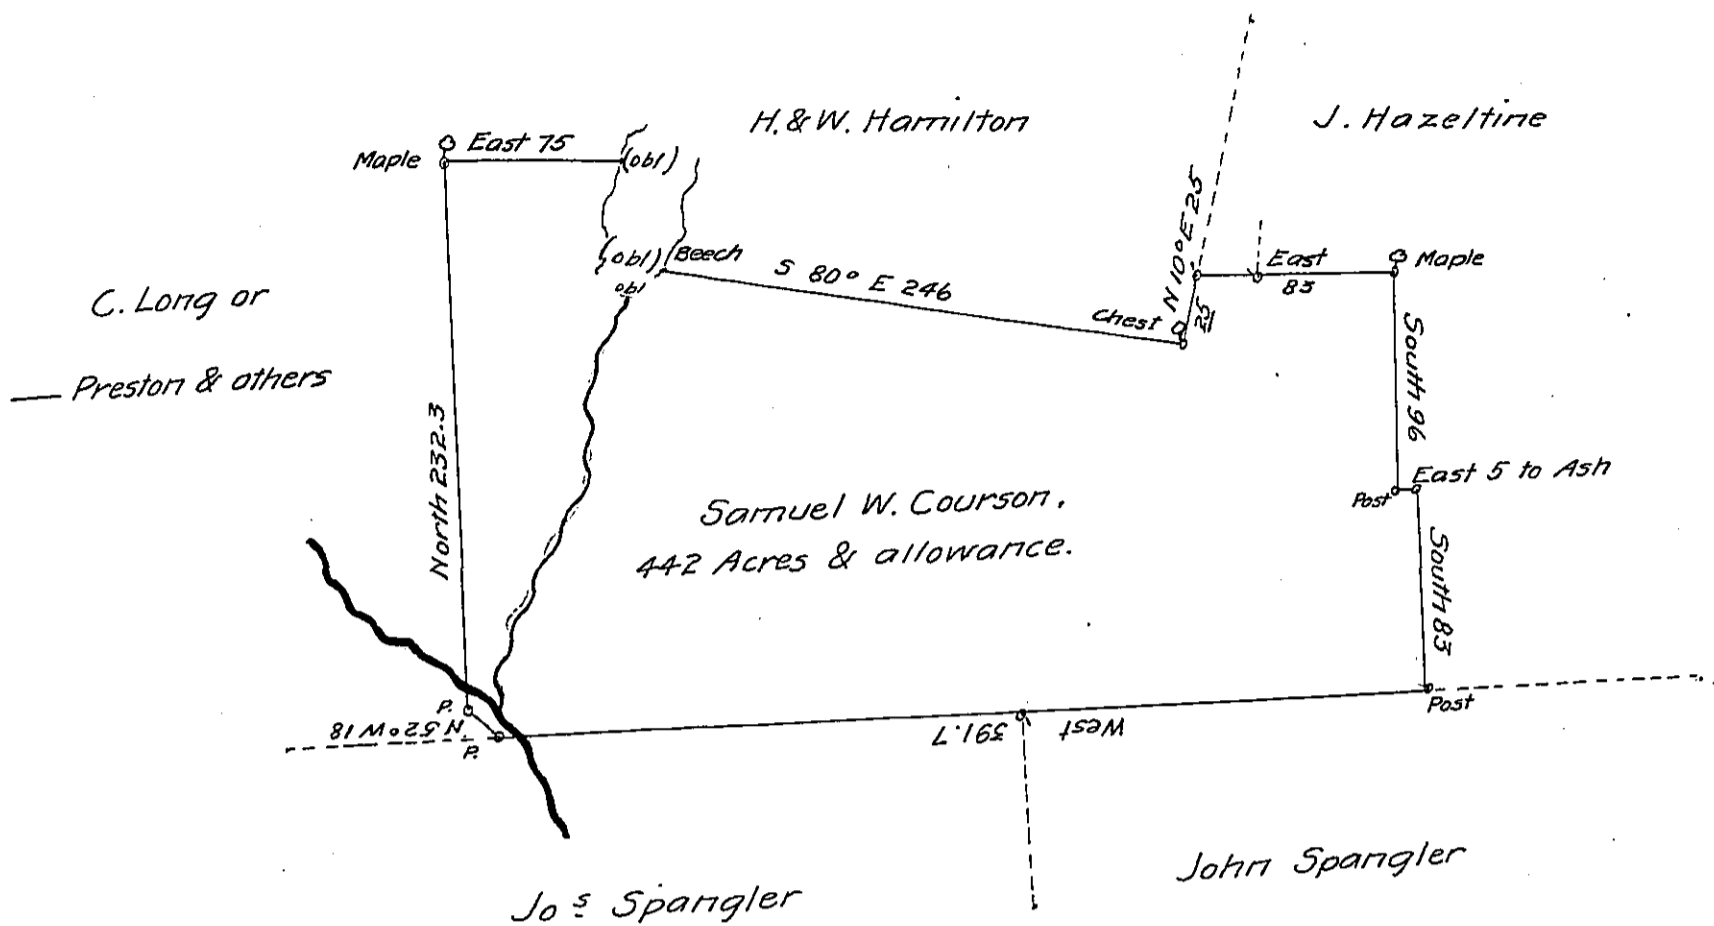 H. & W. Hamilton
J. Hazeltine
Maple
East 75
(obl)
(obl)
obl
Beech
S 80° E 246
Chest
N 10° E 25
25
East
83
Maple
C. Long or
— Preston & others
North 232.3
South 96
Post
East 5 to Ash
South 83
Post
Samuel W. Courson.
442 Acres & allowance.
West
391.7
P.
N 52° W 18
P.
Jos Spangler
John Spangler